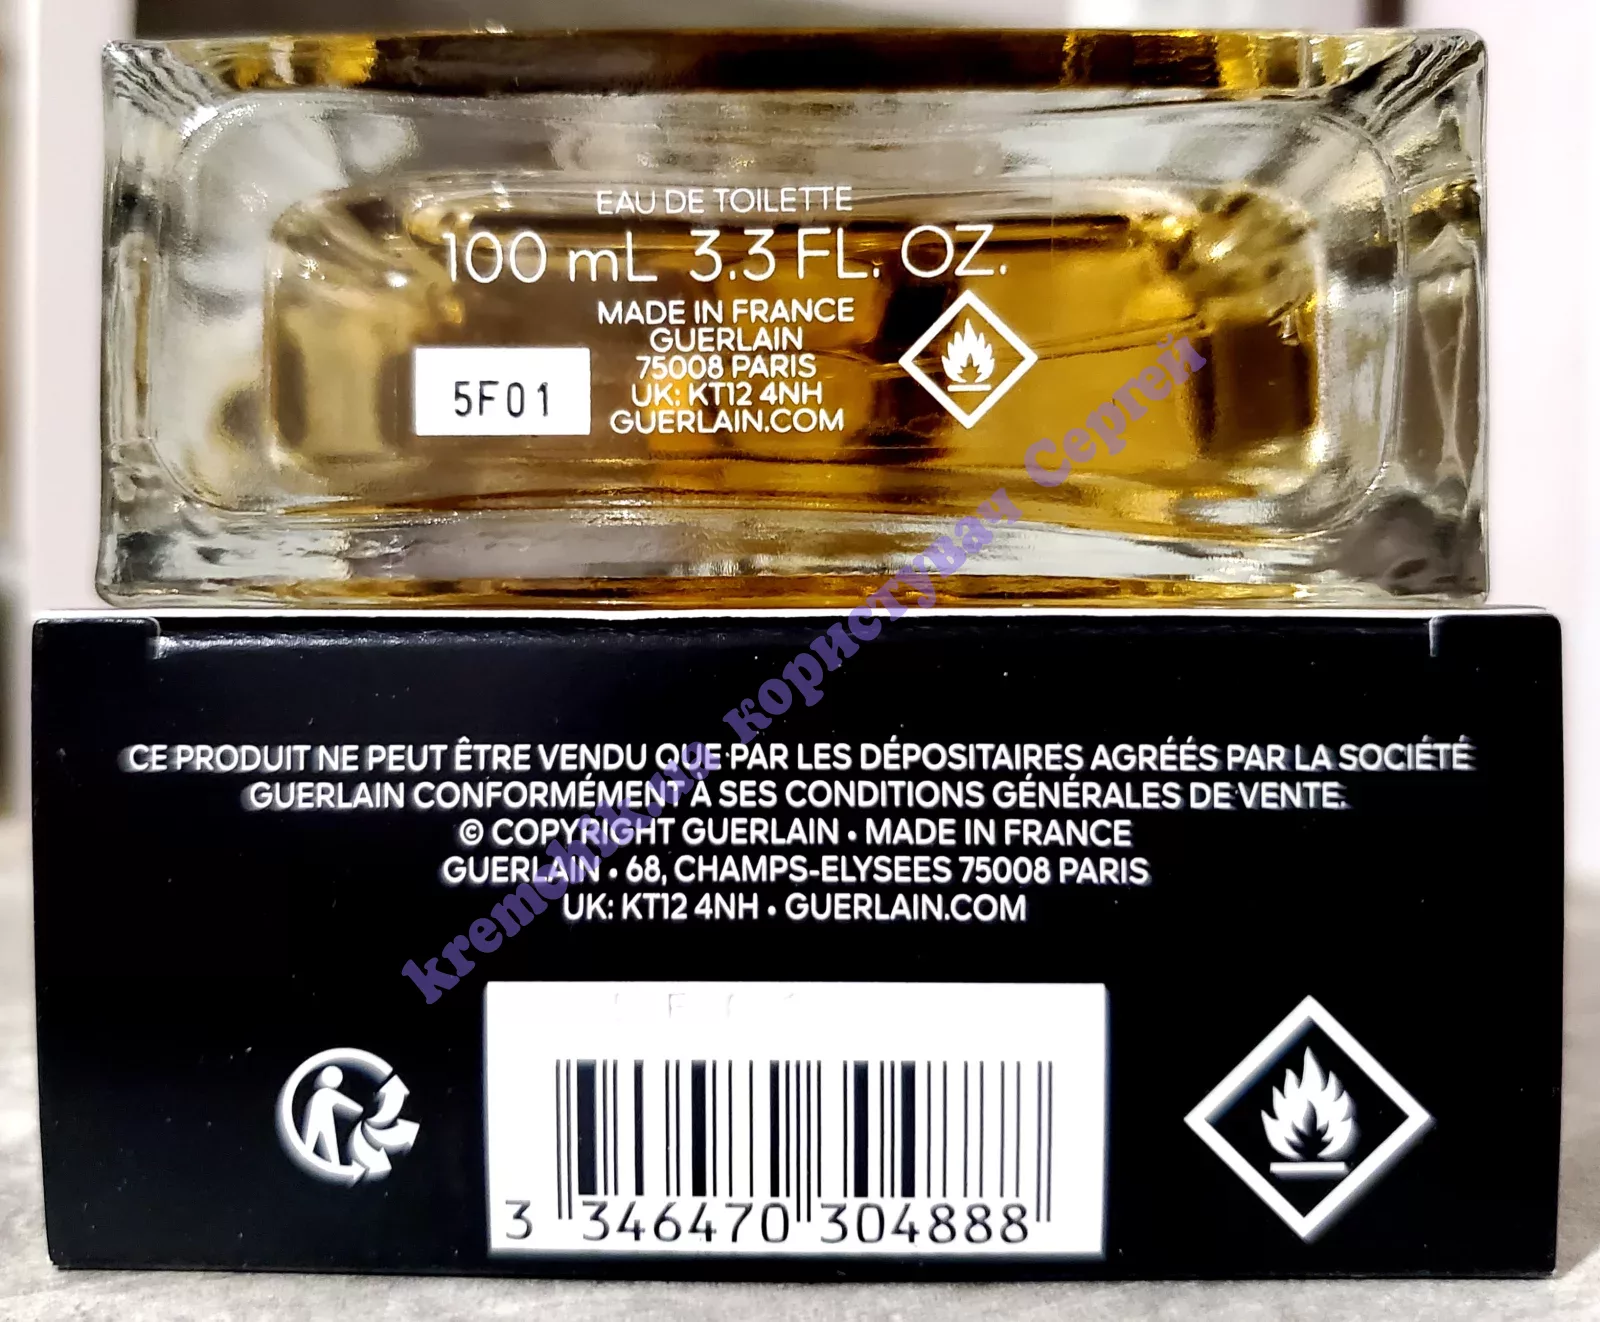 EAU DE TOILETTE
100 mL 3.3 FL. OZ.
MADE IN FRANCE
GUERLAIN
75008 PARIS
UK: KT12 4NH
GUERLAIN.COM
5F01
CE PRODUIT NE PEUT ÊTRE VENDU QUE PAR LES DÉPOSITAIRES AGRÉÉS PAR LA SOCIÉTÉ
GUERLAIN CONFORMÉMENT À SES CONDITIONS GÉNÉRALES DE VENTE.
© COPYRIGHT GUERLAIN • MADE IN FRANCE
GUERLAIN • 68, CHAMPS-ELYSEES 75008 PARIS
UK: KT12 4NH • GUERLAIN.COM
3 346470 304888
kremchik.ua користувач Сергей